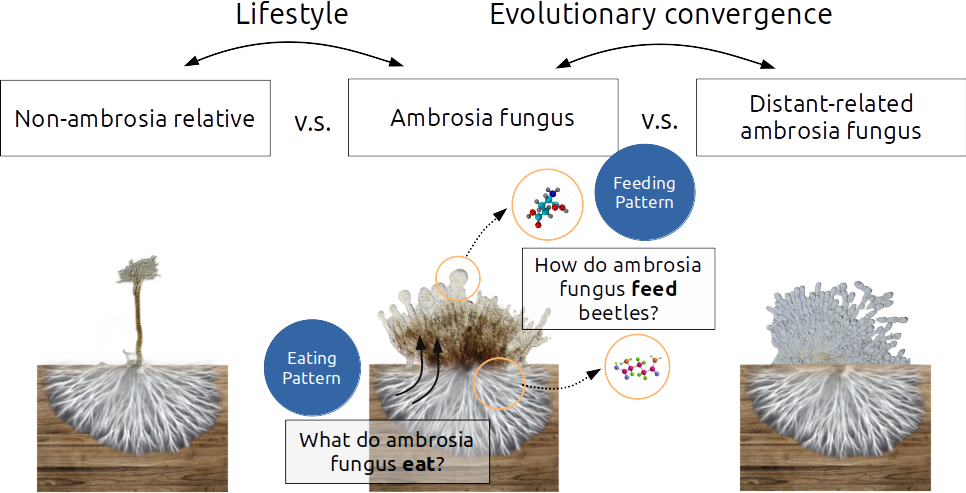 Lifestyle
Evolutionary convergence
Non-ambrosia relative
v.s.
Ambrosia fungus
v.s.
Distant-related
ambrosia fungus
Feeding
Pattern
How do ambrosia
fungus feed
beetles?
Eating
Pattern
What do ambrosia
fungus eat?